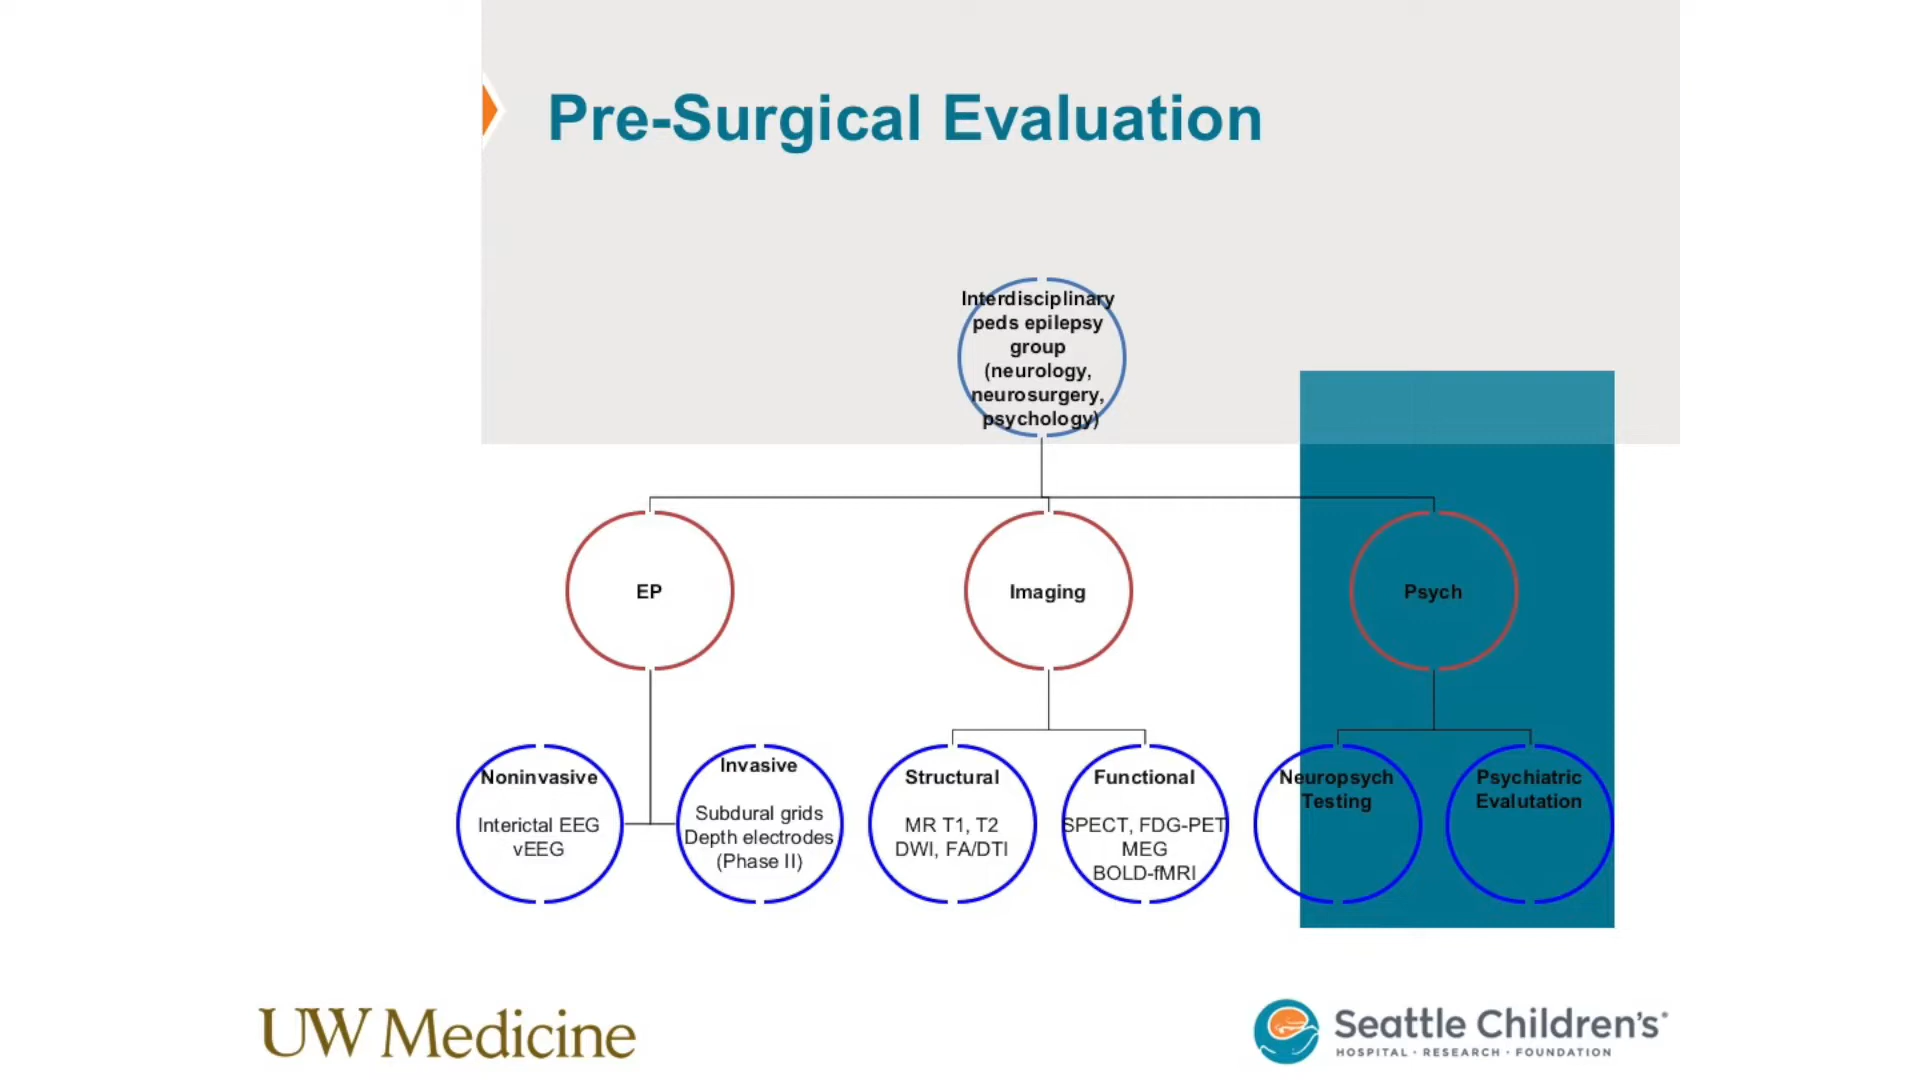 Pre-Surgical Evaluation
Interdisciplinary
peds epilepsy
group
(neurology,
neurosurgery,
psychology)
EP
Imaging
Psych
Noninvasive
Interictal EEG
vEEG
Invasive
Subdural grids
Depth electrodes
(Phase II)
Structural
MR T1, T2
DWI, FA/DTI
Functional
SPECT, FDG-PET
MEG
BOLD-fMRI
Neuropsych
Testing
Psychiatric
Evalutation
UW Medicine
Seattle Children's®
HOSPITAL · RESEARCH · FOUNDATION